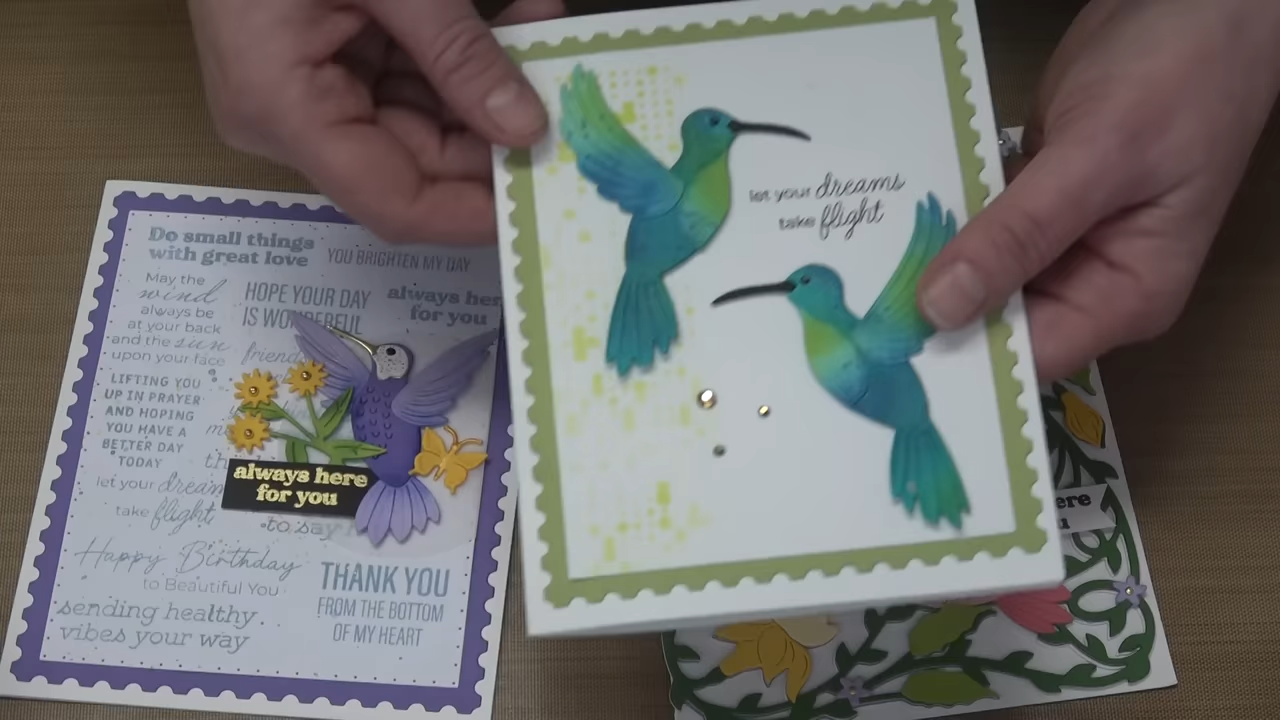 let your dreams
take flight
Do small things
with great love
YOU BRIGHTEN MY DAY
May the
wind
always be
at your back
and the sun
upon your face
HOPE YOUR DAY
IS WONDERFUL
always her
for you
friend
LIFTING YOU
UP IN PRAYER
AND HOPING
YOU HAVE A
BETTER DAY
TODAY
let your dream
take flight
always here
for you
to say
Happy Birthday
to Beautiful You
sending healthy
vibes your way
THANK YOU
FROM THE BOTTOM
OF MY HEART
ere
u